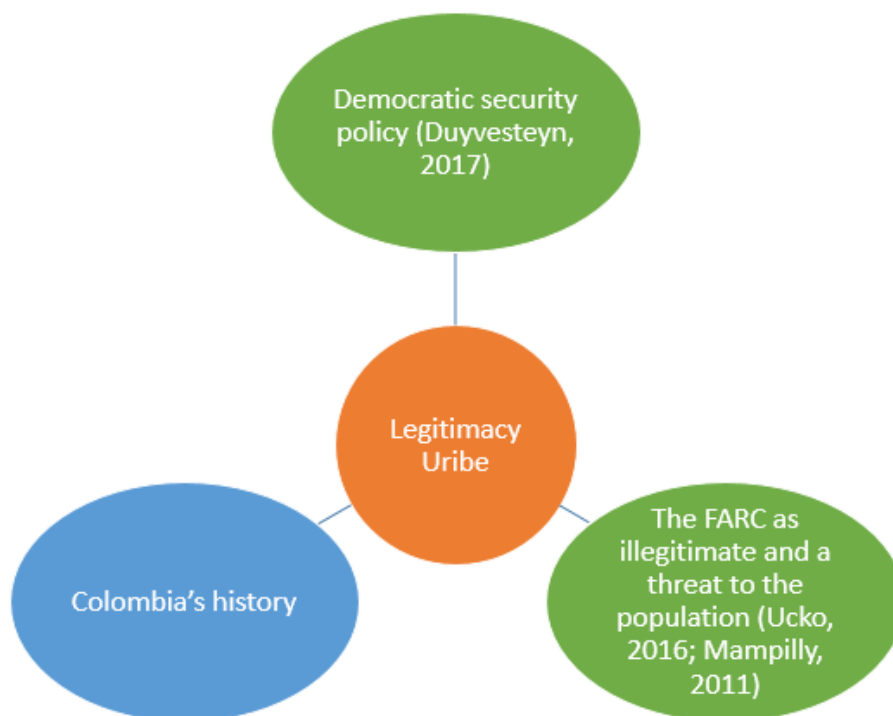 Democratic security
policy (Duyvesteyn,
2017)
Legitimacy
Uribe
Colombia’s history
The FARC as
illegitimate and a
threat to the
population (Ucko,
2016; Mampilly,
2011)